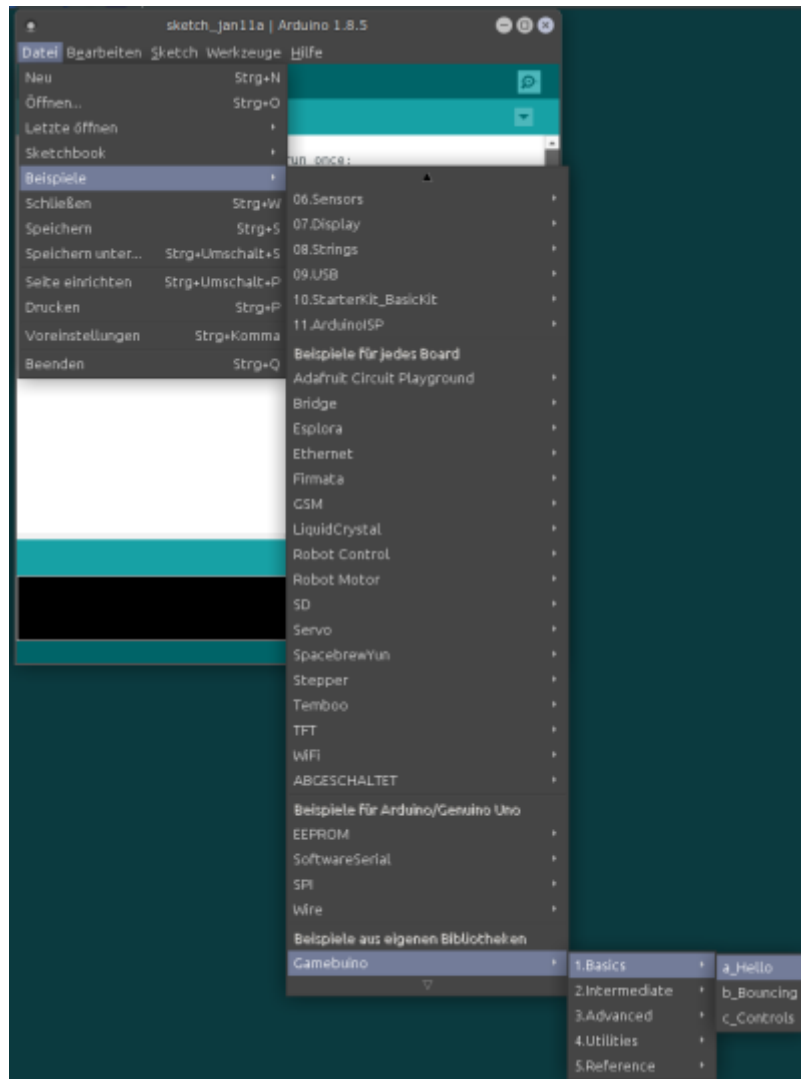 sketch_jan11a | Arduino 1.8.5
Datei Bearbeiten Sketch Werkzeuge Hilfe
Neu Strg+N
Öffnen... Strg+O
Letzte öffnen
Sketchbook
Beispiele
Schließen Strg+W
Speichern Strg+S
Speichern unter... Strg+Umschalt+S
Seite einrichten Strg+Umschalt+P
Drucken Strg+P
Voreinstellungen Strg+Komma
Beenden Strg+Q
run once:
06.Sensors
07.Display
08.Strings
09.USB
10.StarterKit_BasicKit
11.ArduinoISP
Beispiele für jedes Board
Adafruit Circuit Playground
Bridge
Esplora
Ethernet
Firmata
GSM
LiquidCrystal
Robot Control
Robot Motor
SD
Servo
SpacebrewYun
Stepper
Temboo
TFT
WiFi
ABGESCHALTET
Beispiele für Arduino/Genuino Uno
EEPROM
SoftwareSerial
SPI
Wire
Beispiele aus eigenen Bibliotheken
Gamebuino
1.Basics
2.Intermediate
3.Advanced
4.Utilities
5.Reference
a_Hello
b_Bouncing
c_Controls